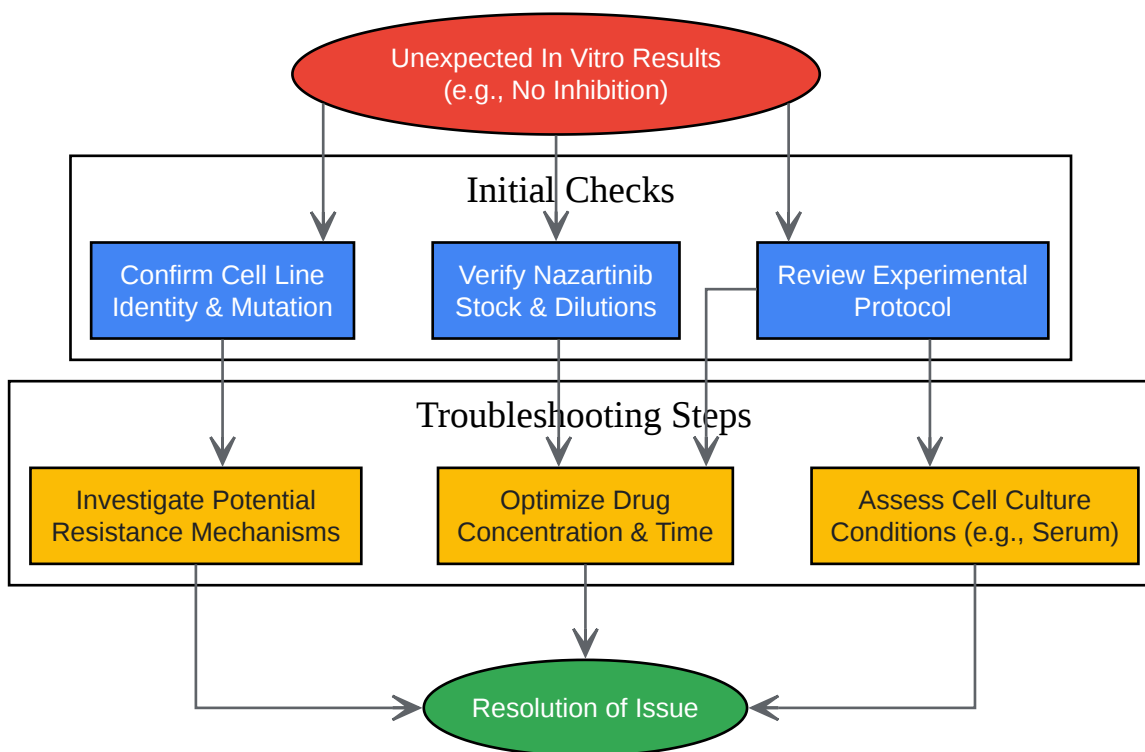 Unexpected In Vitro Results
(e.g., No Inhibition)
Initial Checks
Confirm Cell Line
Identity & Mutation
Verify Nazartinib
Stock & Dilutions
Review Experimental
Protocol
Troubleshooting Steps
Investigate Potential
Resistance Mechanisms
Optimize Drug
Concentration & Time
Assess Cell Culture
Conditions (e.g., Serum)
Resolution of Issue